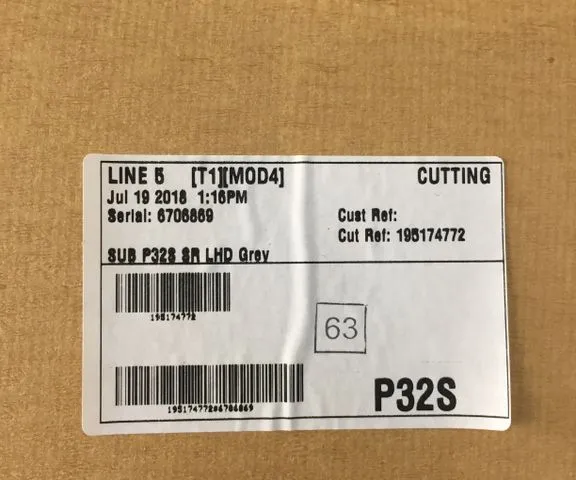 LINE 5 [T1][MOD4] CUTTING
Jul 19 2018 1:16PM
Serial: 6706869
Cust Ref:
Cut Ref: 195174772
SUB P32S SR LHD Grey
195174772
63
195174772#6706869
P32S